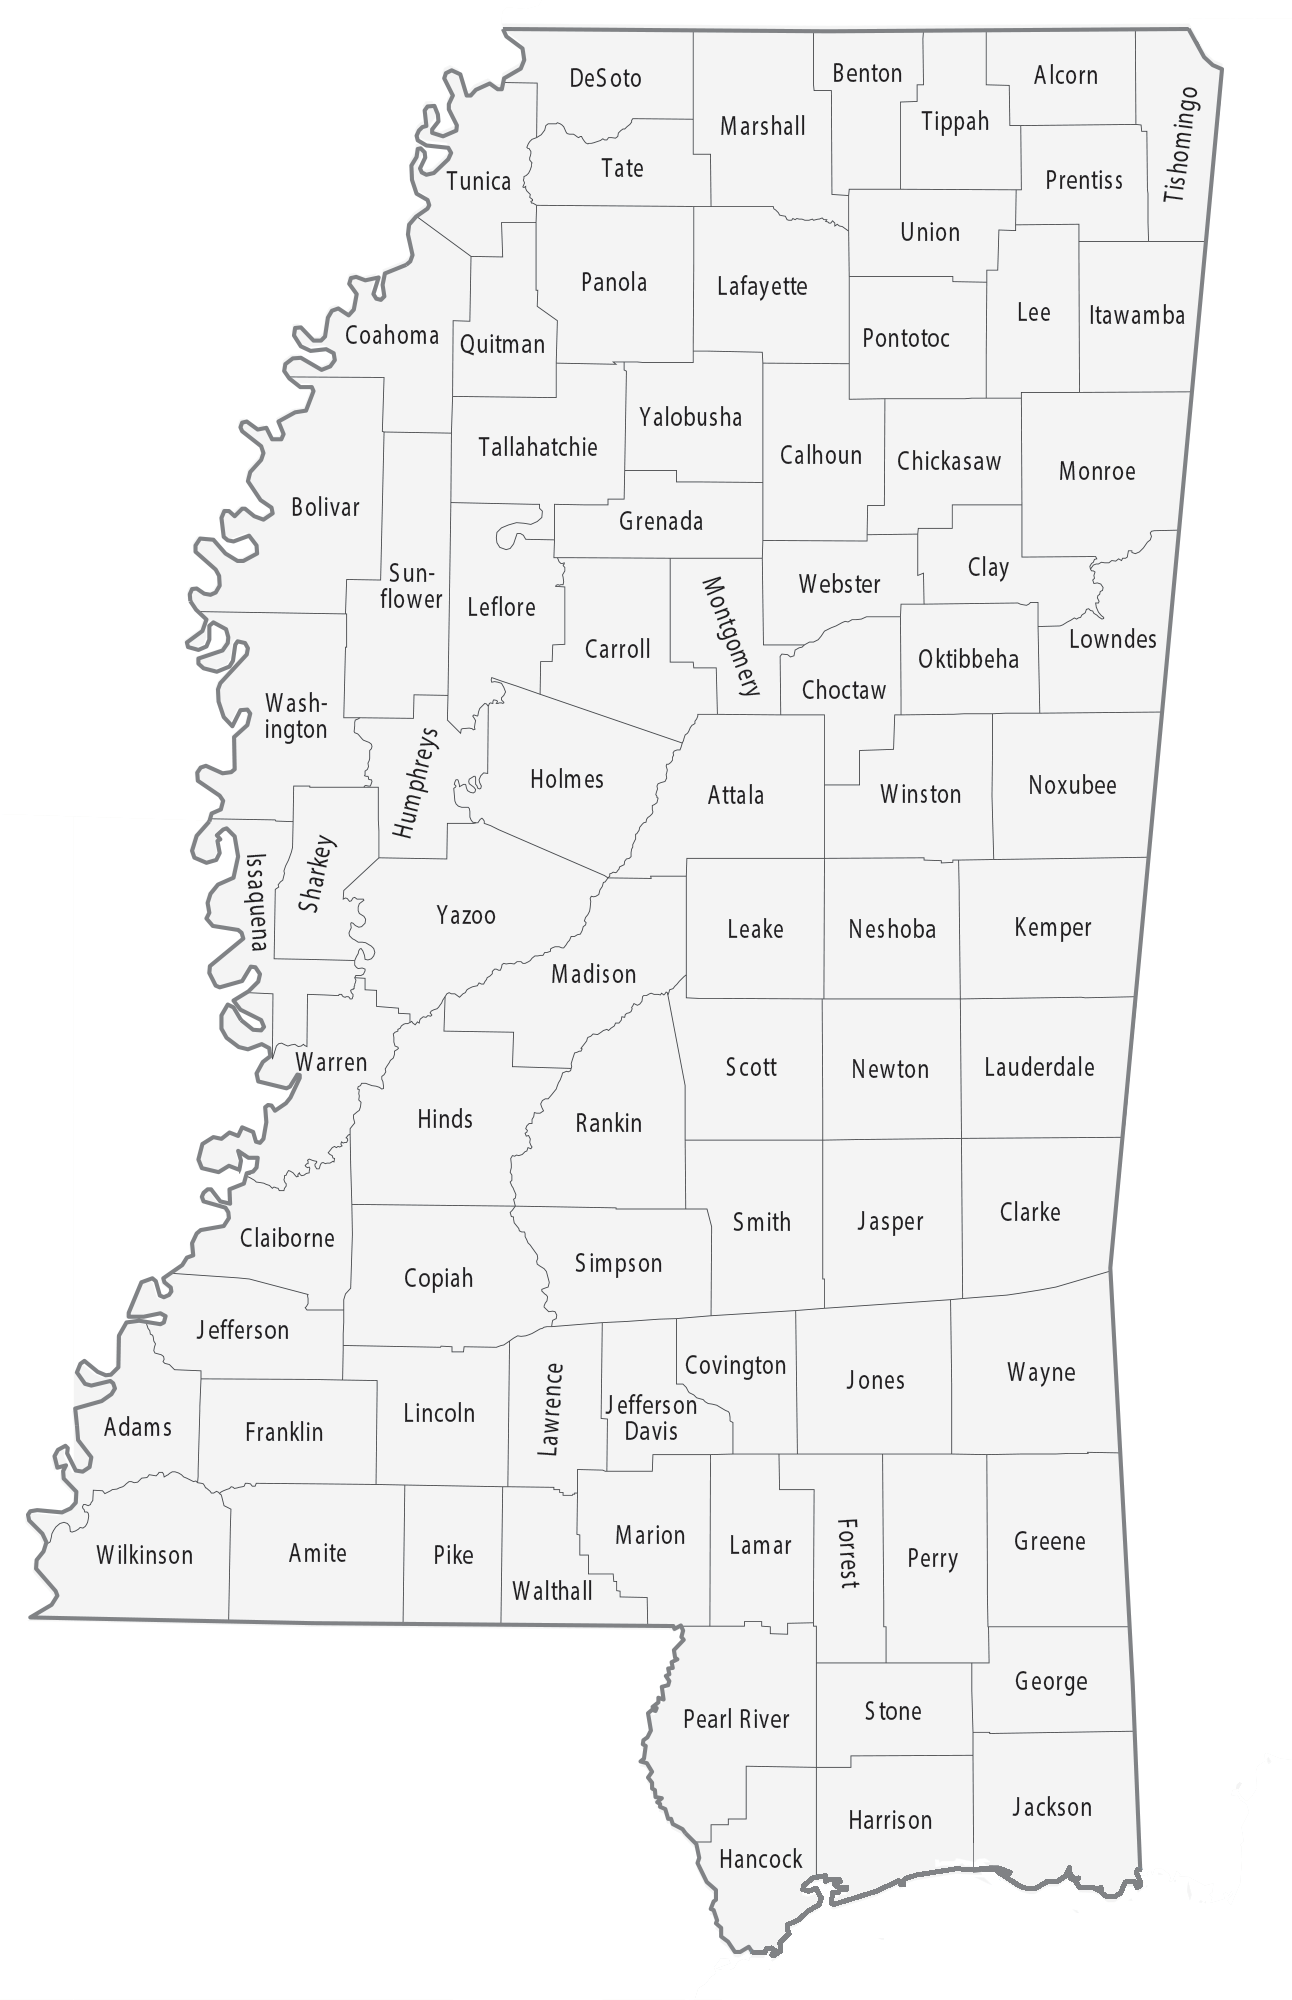 DeSoto
Marshall
Benton
Tippah
Alcorn
Tishomingo
Tunica
Tate
Prentiss
Union
Panola
Lafayette
Pontotoc
Lee
Itawamba
Coahoma
Quitman
Tallahatchie
Yalobusha
Calhoun
Chickasaw
Monroe
Bolivar
Sun-
flower
Leflore
Grenada
Carroll
Montgomery
Webster
Clay
Choctaw
Oktibbeha
Lowndes
Wash-
ington
Humphreys
Holmes
Attala
Winston
Noxubee
Issaquena
Sharkey
Yazoo
Madison
Leake
Neshoba
Kemper
Warren
Hinds
Rankin
Scott
Newton
Lauderdale
Claiborne
Copiah
Simpson
Smith
Jasper
Clarke
Jefferson
Adams
Franklin
Lincoln
Lawrence
Jefferson
Davis
Covington
Jones
Wayne
Wilkinson
Amite
Pike
Walthall
Marion
Lamar
Forrest
Perry
Greene
Pearl River
Stone
George
Hancock
Harrison
Jackson